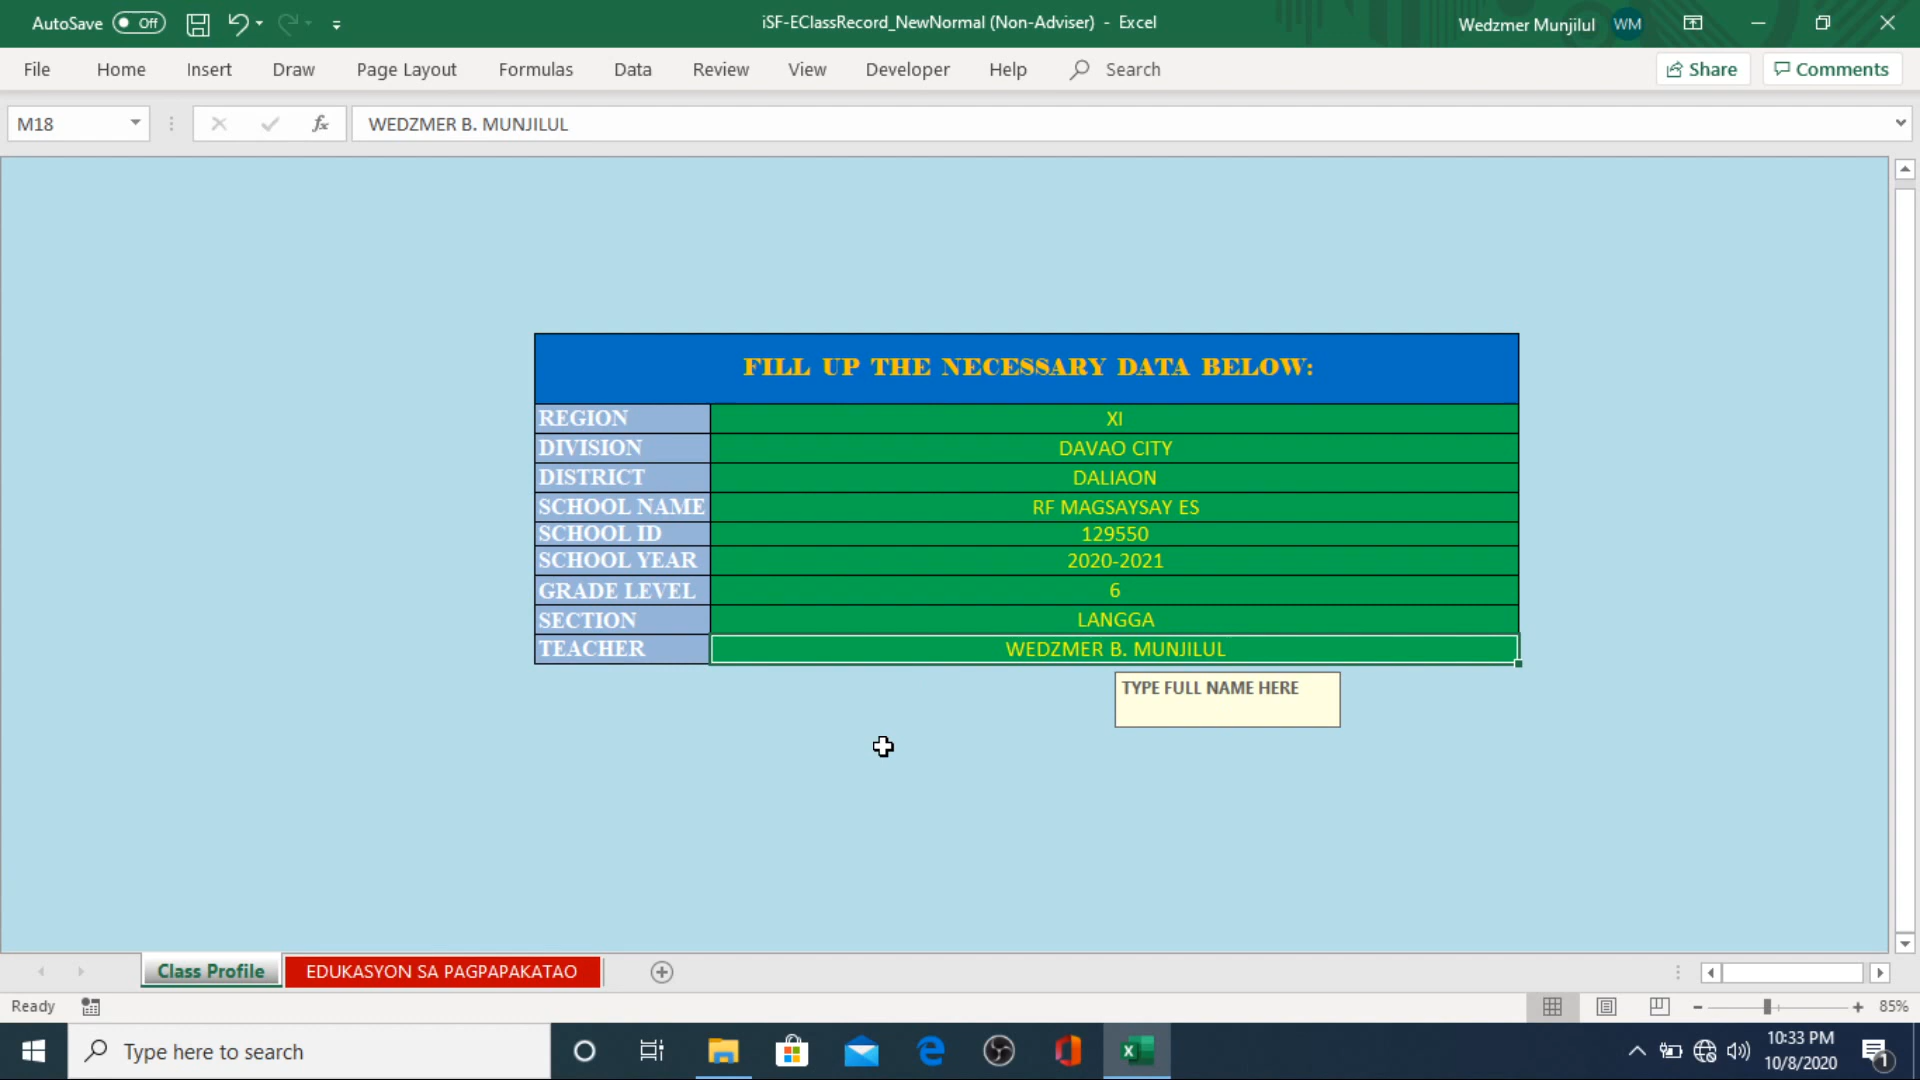 AutoSave Off iSF-EClassRecord_NewNormal (Non-Adviser) - Excel Wedzmer Munjilul WM
File Home Insert Draw Page Layout Formulas Data Review View Developer Help Search Share Comments
M18 fx WEDZMER B. MUNJILUL
FILL UP THE NECESSARY DATA BELOW:
REGION XI
DIVISION DAVAO CITY
DISTRICT DALIAON
SCHOOL NAME RF MAGSAYSAY ES
SCHOOL ID 129550
SCHOOL YEAR 2020-2021
GRADE LEVEL 6
SECTION LANGGA
TEACHER WEDZMER B. MUNJILUL
TYPE FULL NAME HERE
Class Profile EDUKASYON SA PAGPAPAKATAO
Ready 85%
Type here to search 10:33 PM
10/8/2020 1